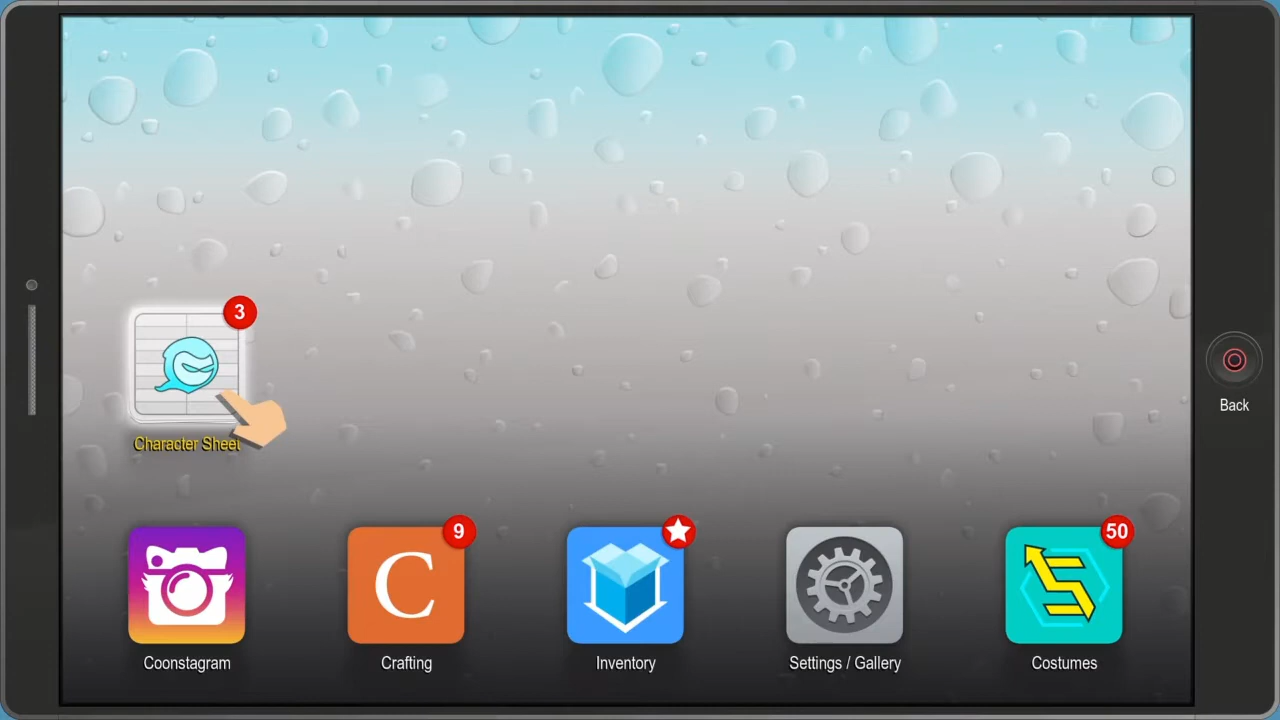 3
Character Sheet
Back
9
50
C
Coonstagram
Crafting
Inventory
Settings / Gallery
Costumes